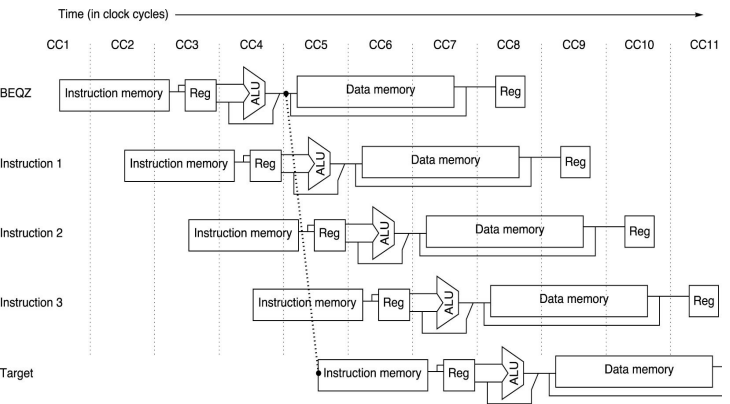 Time (in clock cycles)
CC1 CC2 CC3 CC4 CC5 CC6 CC7 CC8 CC9 CC10 CC11
BEQZ Instruction memory Reg ALU Data memory Reg
Instruction 1 Instruction memory Reg ALU Data memory Reg
Instruction 2 Instruction memory Reg ALU Data memory Reg
Instruction 3 Instruction memory Reg ALU Data memory Reg
Target Instruction memory Reg ALU Data memory